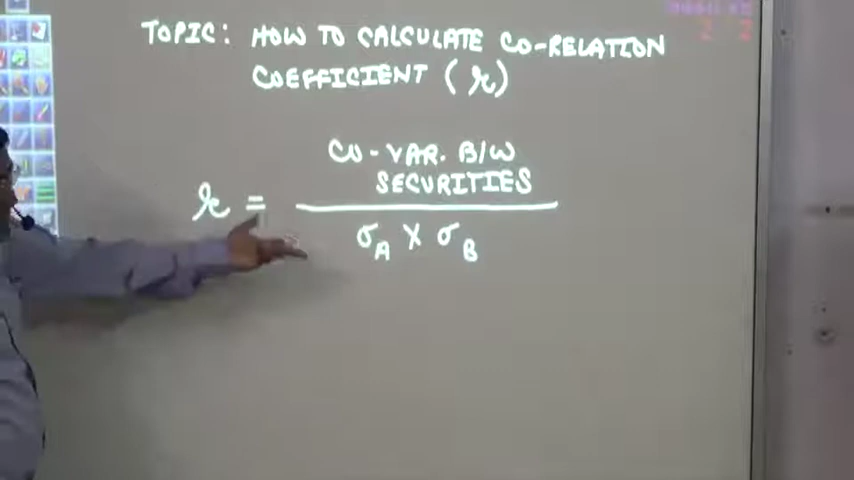 TOPIC: HOW TO CALCULATE CO-RELATION
COEFFICIENT (r)
CO-VAR. B/W
SECURITIES
r =
σA × σB